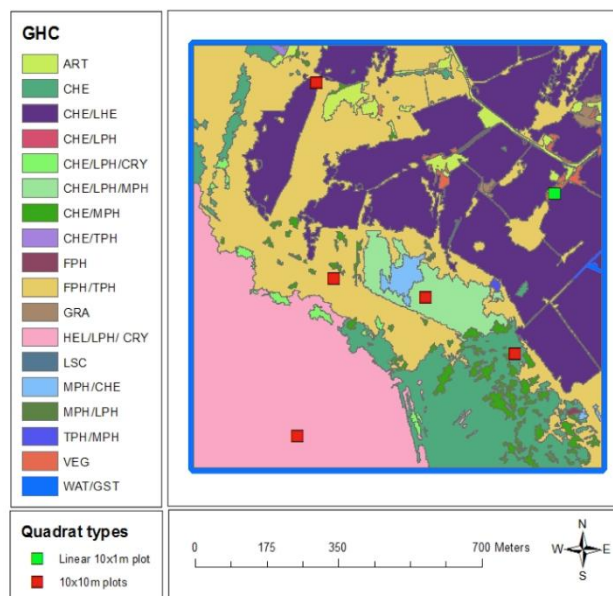 GHC
ART
CHE
CHE/LHE
CHE/LPH
CHE/LPH/CRY
CHE/LPH/MPH
CHE/MPH
CHE/TPH
FPH
FPH/TPH
GRA
HEL/LPH/ CRY
LSC
MPH/CHE
MPH/LPH
TPH/MPH
VEG
WAT/GST
Quadrat types
Linear 10x1m plot
10x10m plots
0 175 350 700 Meters
N
W E
S